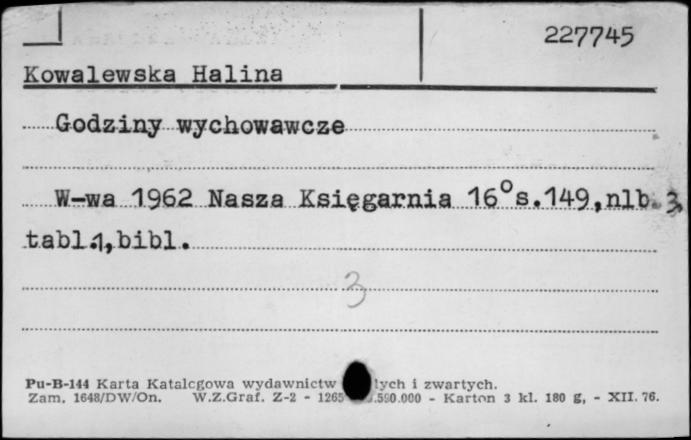 227745
Kowalewska Halina
Godziny wychowawcze
W-wa 1962 Nasza Księgarnia 16° s.149,nlb.3,
tabl.1,bibl.
3
Pu-B-144 Karta Katalogowa wydawnictw łych i zwartych.
Zam. 1648/DW/On. W.Z.Graf. Z-2 - 1265 .590.000 - Karton 3 kl. 180 g, - XII. 76.